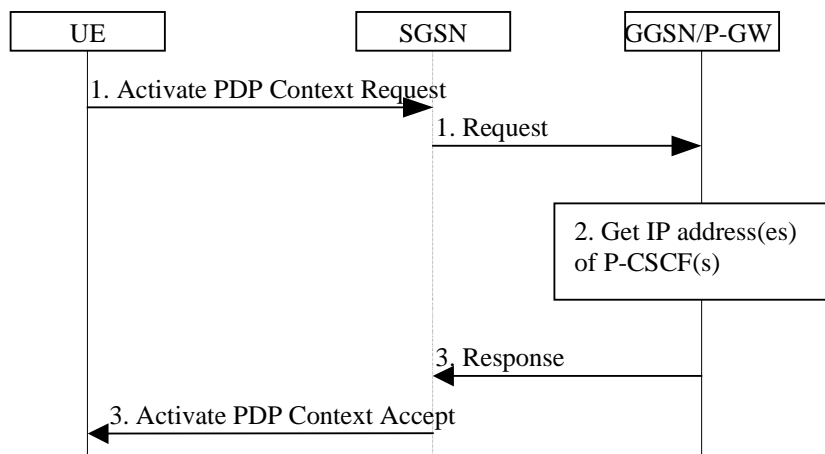 UE
SGSN
GGSN/P-GW
1. Activate PDP Context Request
1. Request
2. Get IP address(es)
of P-CSCF(s)
3. Response
3. Activate PDP Context Accept